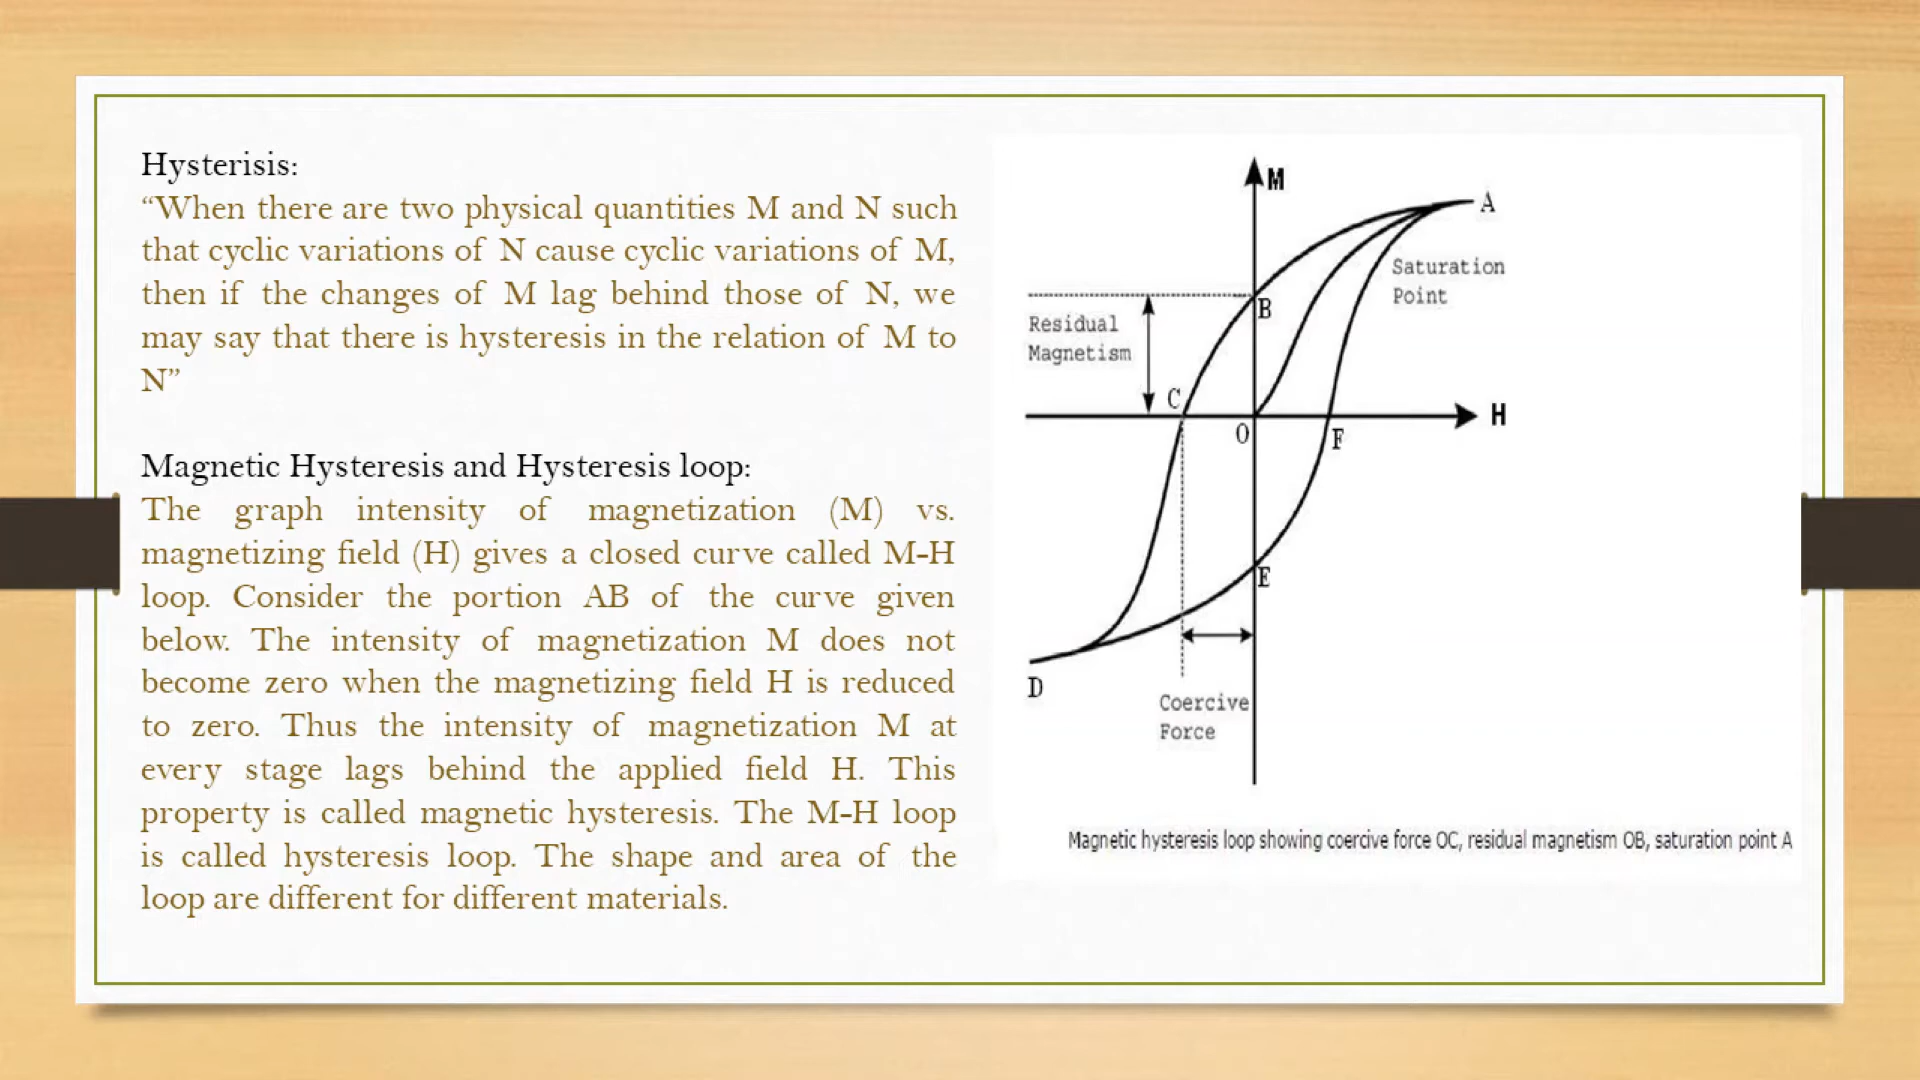 Hysterisis:
“When there are two physical quantities M and N such
that cyclic variations of N cause cyclic variations of M,
then if the changes of M lag behind those of N, we
may say that there is hysteresis in the relation of M to
N”
Magnetic Hysteresis and Hysteresis loop:
The graph intensity of magnetization (M) vs.
magnetizing field (H) gives a closed curve called M-H
loop. Consider the portion AB of the curve given
below. The intensity of magnetization M does not
become zero when the magnetizing field H is reduced
to zero. Thus the intensity of magnetization M at
every stage lags behind the applied field H. This
property is called magnetic hysteresis. The M-H loop
is called hysteresis loop. The shape and area of the
loop are different for different materials.
M
A
Saturation
Point
B
Residual
Magnetism
C
H
O
F
E
D
Coercive
Force
Magnetic hysteresis loop showing coercive force OC, residual magnetism OB, saturation point A